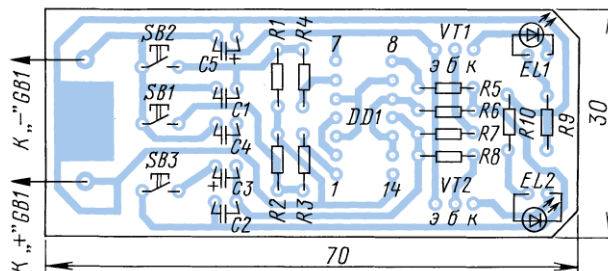 SB2
C5
R1
R4
7
8
VT1
э б к
EL1
К „–" GB1
SB1
C1
C4
DD1
R5
R6
R7
R8
R10
R9
30
SB3
C3
C2
R2
R3
1
14
VT2
э б к
EL2
К „+" GB1
70